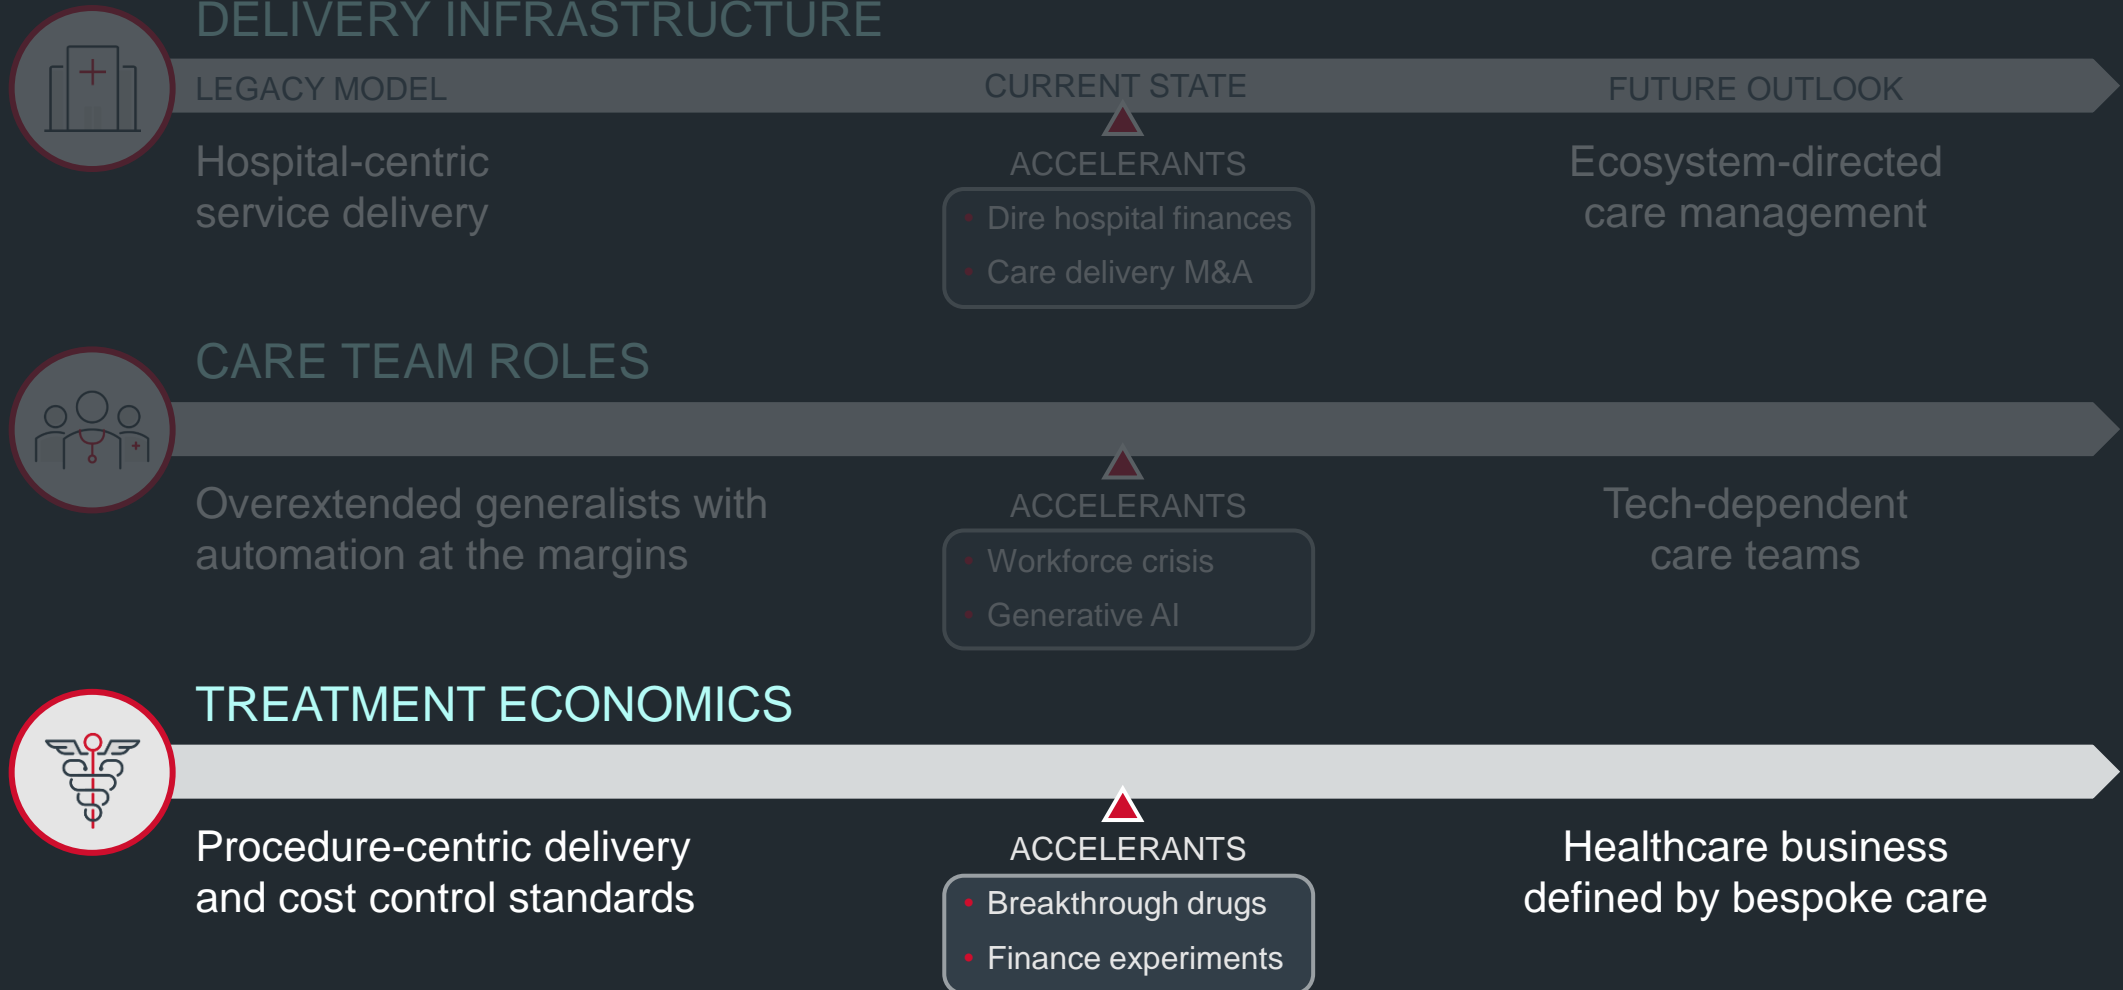 DELIVERY INFRASTRUCTURE
LEGACY MODEL
CURRENT STATE
FUTURE OUTLOOK
Hospital-centric
service delivery
ACCELERANTS
• Dire hospital finances
• Care delivery M&A
Ecosystem-directed
care management
CARE TEAM ROLES
Overextended generalists with
automation at the margins
ACCELERANTS
• Workforce crisis
• Generative AI
Tech-dependent
care teams
TREATMENT ECONOMICS
Procedure-centric delivery
and cost control standards
ACCELERANTS
• Breakthrough drugs
• Finance experiments
Healthcare business
defined by bespoke care